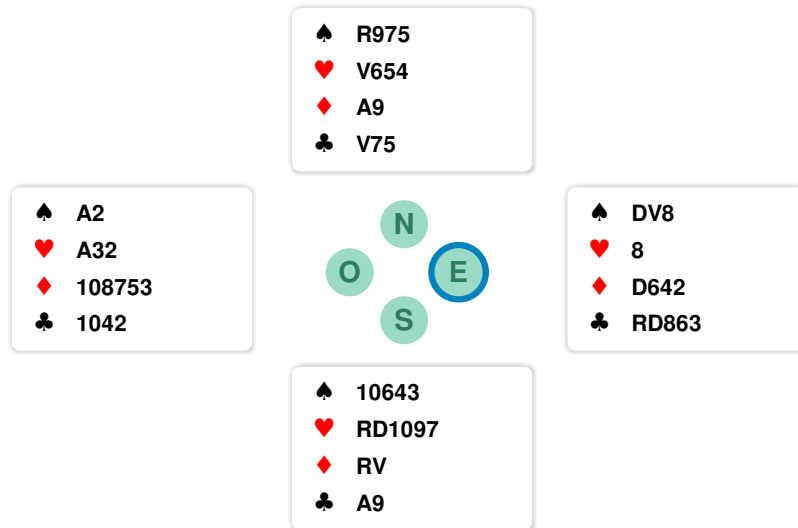 ♠ R975
♥ V654
♦ A9
♣ V75
♠ A2
♥ A32
♦ 108753
♣ 1042
N
O
E
S
♠ DV8
♥ 8
♦ D642
♣ RD863
♠ 10643
♥ RD1097
♦ RV
♣ A9